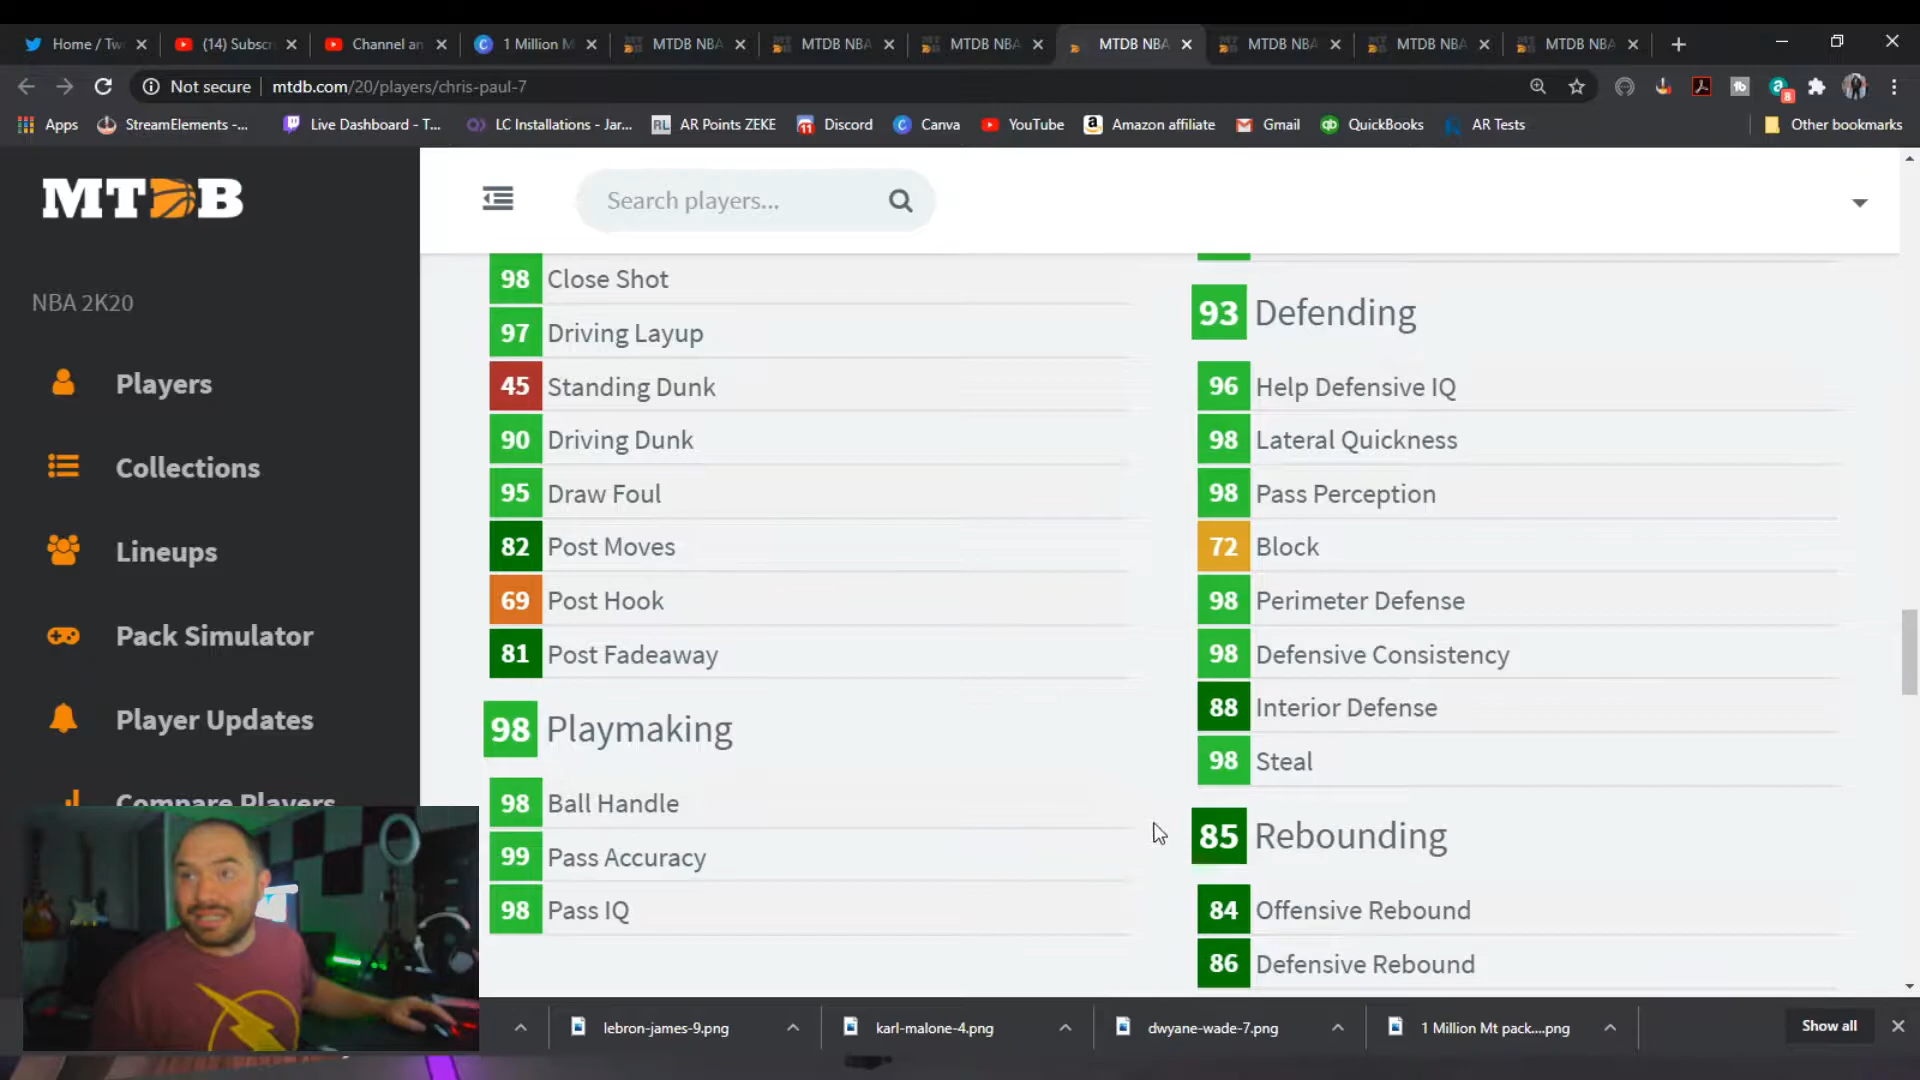 Home / Tw
(14) Subscr
Channel an
1 Million M
MTDB NBA
MTDB NBA
MTDB NBA
MTDB NBA
MTDB NBA
MTDB NBA
MTDB NBA
Not secure
mtdb.com/20/players/chris-paul-7
8
Apps
StreamElements -...
Live Dashboard - T...
LC Installations - Jar...
RL AR Points ZEKE
11 Discord
Canva
YouTube
Amazon affiliate
Gmail
QuickBooks
AR Tests
Other bookmarks
MTDB
Search players...
NBA 2K20
Players
Collections
Lineups
Pack Simulator
Player Updates
Compare Players
98 Close Shot
97 Driving Layup
45 Standing Dunk
90 Driving Dunk
95 Draw Foul
82 Post Moves
69 Post Hook
81 Post Fadeaway
98 Playmaking
98 Ball Handle
99 Pass Accuracy
98 Pass IQ
93 Defending
96 Help Defensive IQ
98 Lateral Quickness
98 Pass Perception
72 Block
98 Perimeter Defense
98 Defensive Consistency
88 Interior Defense
98 Steal
85 Rebounding
84 Offensive Rebound
86 Defensive Rebound
lebron-james-9.png
karl-malone-4.png
dwyane-wade-7.png
1 Million Mt pack....png
Show all